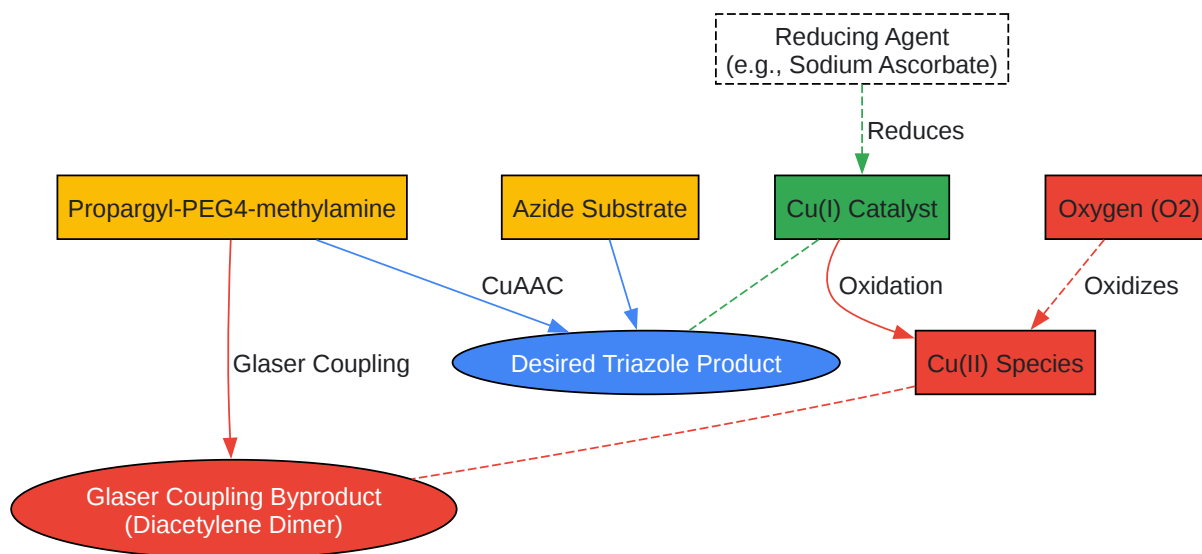 Reducing Agent
(e.g., Sodium Ascorbate)
Reduces
Propargyl-PEG4-methylamine
Azide Substrate
Cu(I) Catalyst
Oxygen (O2)
CuAAC
Oxidation
Oxidizes
Glaser Coupling
Desired Triazole Product
Cu(II) Species
Glaser Coupling Byproduct
(Diacetylene Dimer)